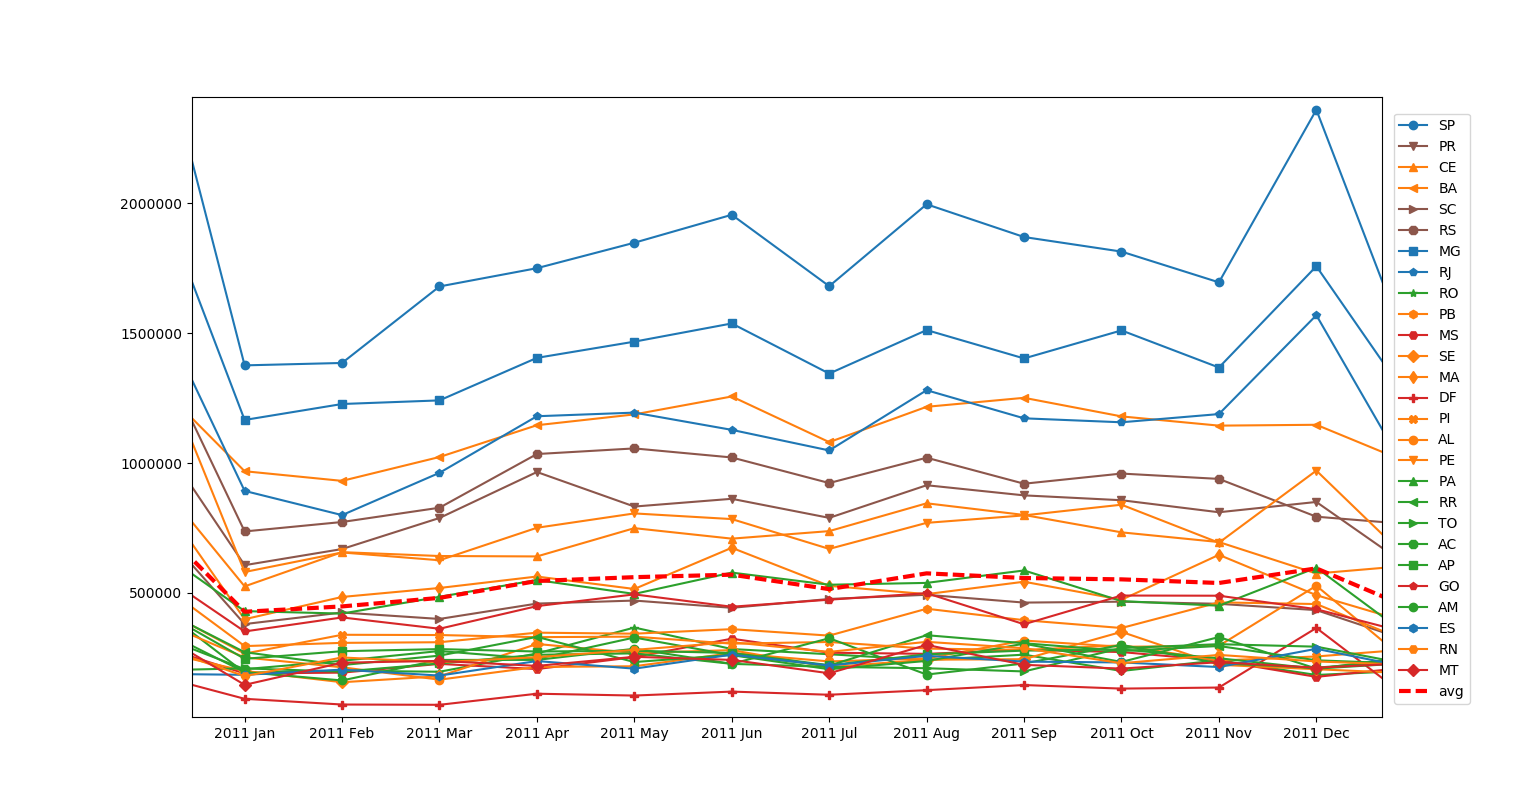 2000000
1500000
1000000
500000
2011 Jan
2011 Feb
2011 Mar
2011 Apr
2011 May
2011 Jun
2011 Jul
2011 Aug
2011 Sep
2011 Oct
2011 Nov
2011 Dec
SP
PR
CE
BA
SC
RS
MG
RJ
RO
PB
MS
SE
MA
DF
PI
AL
PE
PA
RR
TO
AC
AP
GO
AM
ES
RN
MT
avg